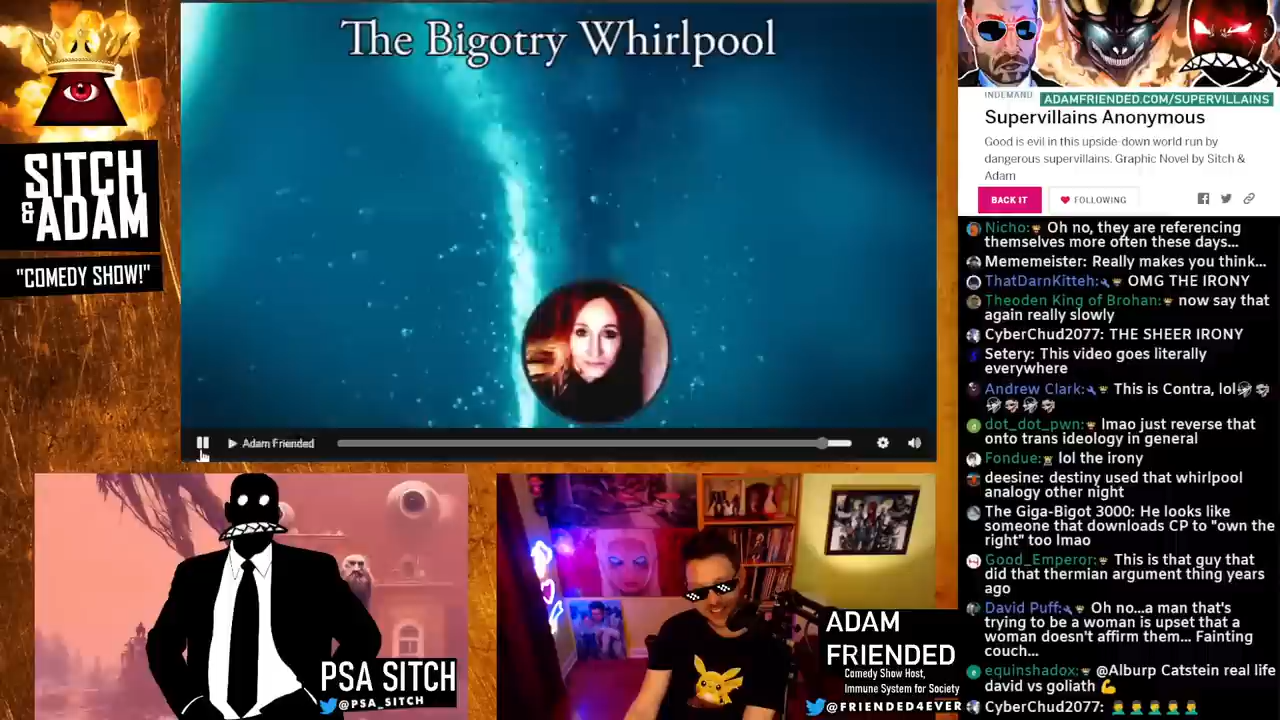 The Bigotry Whirlpool
SITCH
& ADAM
"COMEDY SHOW!"
Adam Friended
PSA SITCH
@PSA_SITCH
ADAM
FRIENDED
Comedy Show Host,
Immune System for Society
@FRIENDED4EVER
INDEMAND
ADAMFRIENDED.COM/SUPERVILLAINS
Supervillains Anonymous
Good is evil in this upside-down world run by
dangerous supervillains. Graphic Novel by Sitch &
Adam
BACK IT
FOLLOWING
Nicho: Oh no, they are referencing
themselves more often these days...
Mememeister: Really makes you think...
ThatDarnKitteh: OMG THE IRONY
Theoden King of Brohan: now say that
again really slowly
CyberChud2077: THE SHEER IRONY
Setery: This video goes literally
everywhere
Andrew Clark: This is Contra, lol
dot_dot_pwn: lmao just reverse that
onto trans ideology in general
Fondue: lol the irony
deesine: destiny used that whirlpool
analogy other night
The Giga-Bigot 3000: He looks like
someone that downloads CP to "own the
right" too lmao
Good_Emperor: This is that guy that
did that thermian argument thing years
ago
David Puff: Oh no...a man that's
trying to be a woman is upset that a
woman doesn't affirm them... Fainting
couch...
equinshadox: @Alburp Catstein real life
david vs goliath 💪
CyberChud2077: 🤦‍♂️🤦‍♂️🤦‍♂️🤦‍♂️🤦‍♂️